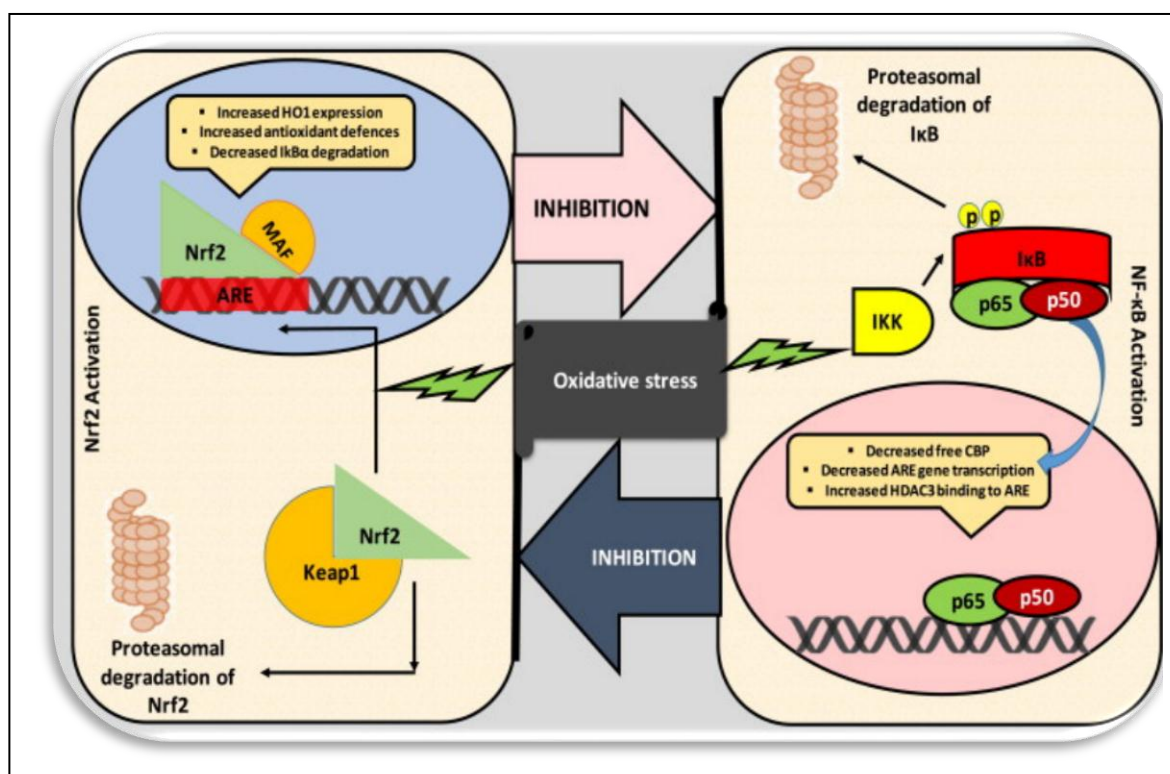 ▪ Increased HO1 expression
▪ Increased antioxidant defences
▪ Decreased IkBα degradation
Nrf2
MAF
ARE
Nrf2 Activation
Nrf2
Keap1
Proteasomal
degradation of
Nrf2
INHIBITION
Oxidative stress
INHIBITION
Proteasomal
degradation of
IκB
p p
IκB
p65 p50
IKK
NF-κB Activation
▪ Decreased free CBP
▪ Decreased ARE gene transcription
▪ Increased HDAC3 binding to ARE
p65 p50